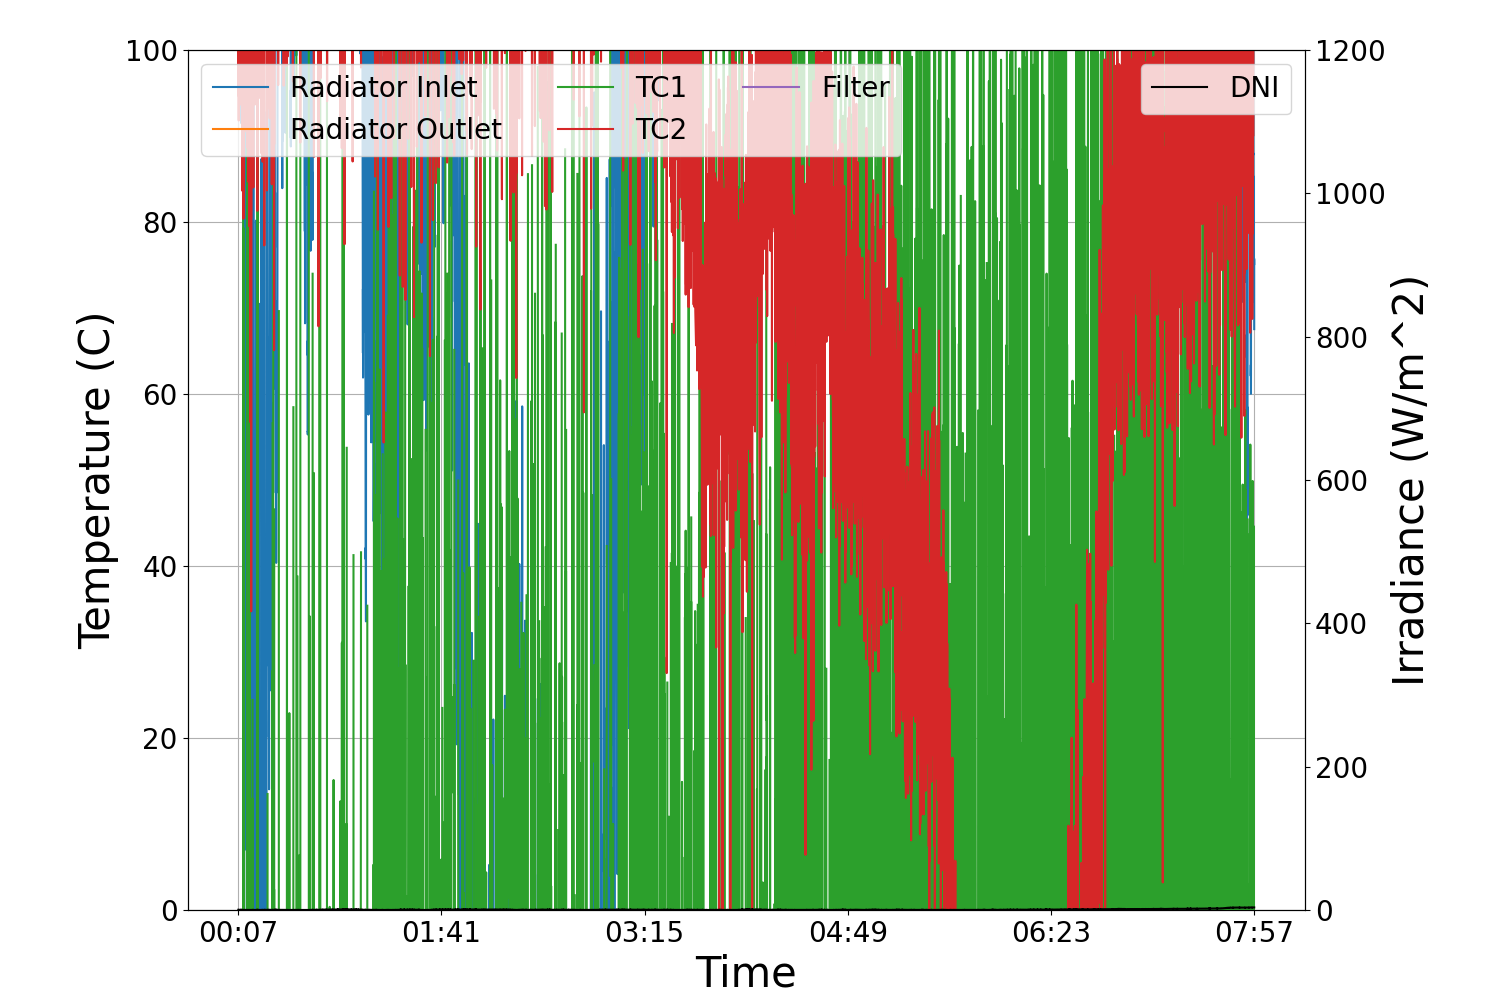 Radiator Inlet
Radiator Outlet
TC1
TC2
Filter
DNI
Temperature (C)
100
80
60
40
20
0
Irradiance (W/m^2)
1200
1000
800
600
400
200
0
00:07 01:41 03:15 04:49 06:23 07:57
Time